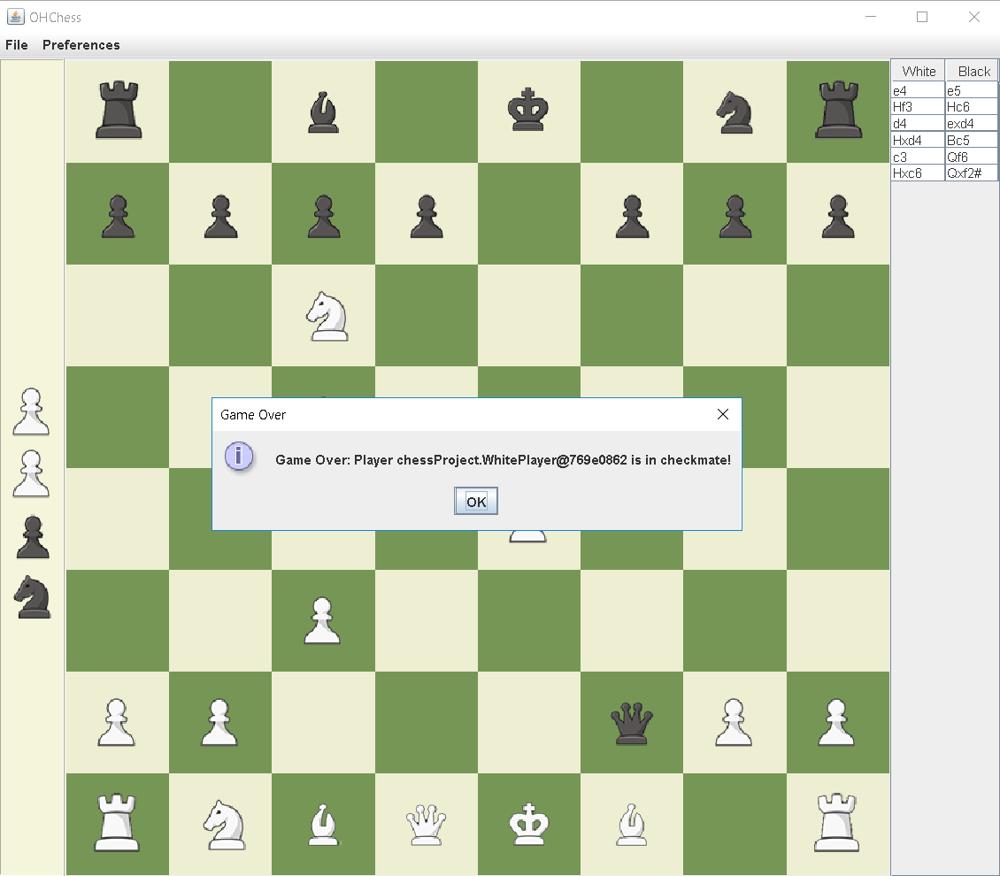 OHChess
File Preferences
White Black
e4 e5
Hf3 Hc6
d4 exd4
Hxd4 Bc5
c3 Qf6
Hxc6 Qxf2#
Game Over
Game Over: Player chessProject.WhitePlayer@769e0862 is in checkmate!
OK